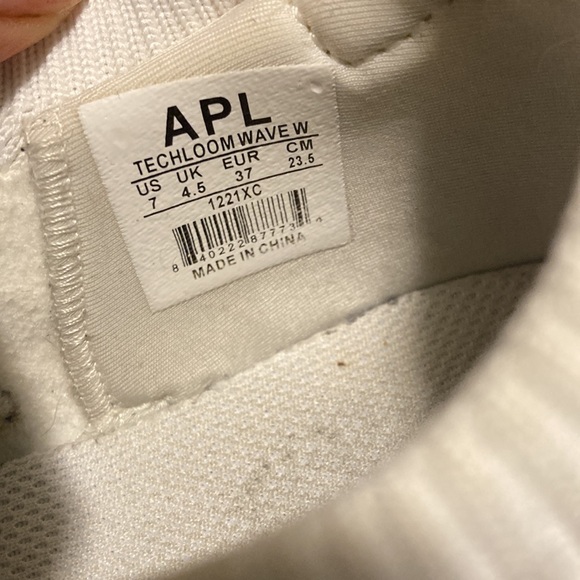 APL
TECHLOOM WAVE W
US UK EUR CM
7 4.5 37 23.5
1221XC
8 40222 87773
MADE IN CHINA